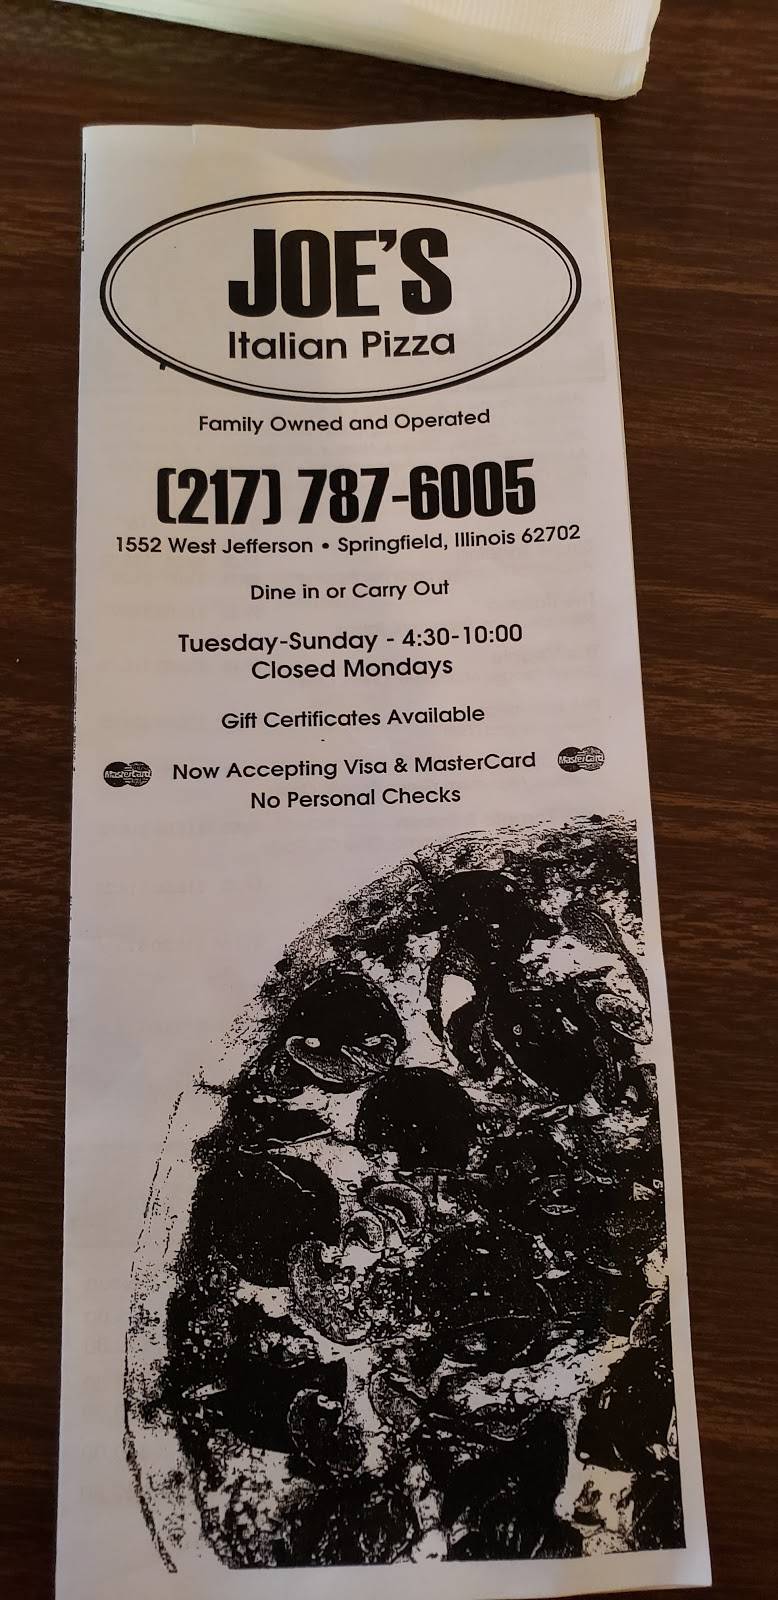 JOE'S
Italian Pizza
Family Owned and Operated
(217) 787-6005
1552 West Jefferson • Springfield, Illinois 62702
Dine in or Carry Out
Tuesday-Sunday - 4:30-10:00
Closed Mondays
Gift Certificates Available
MasterCard Now Accepting Visa & MasterCard MasterCard
No Personal Checks